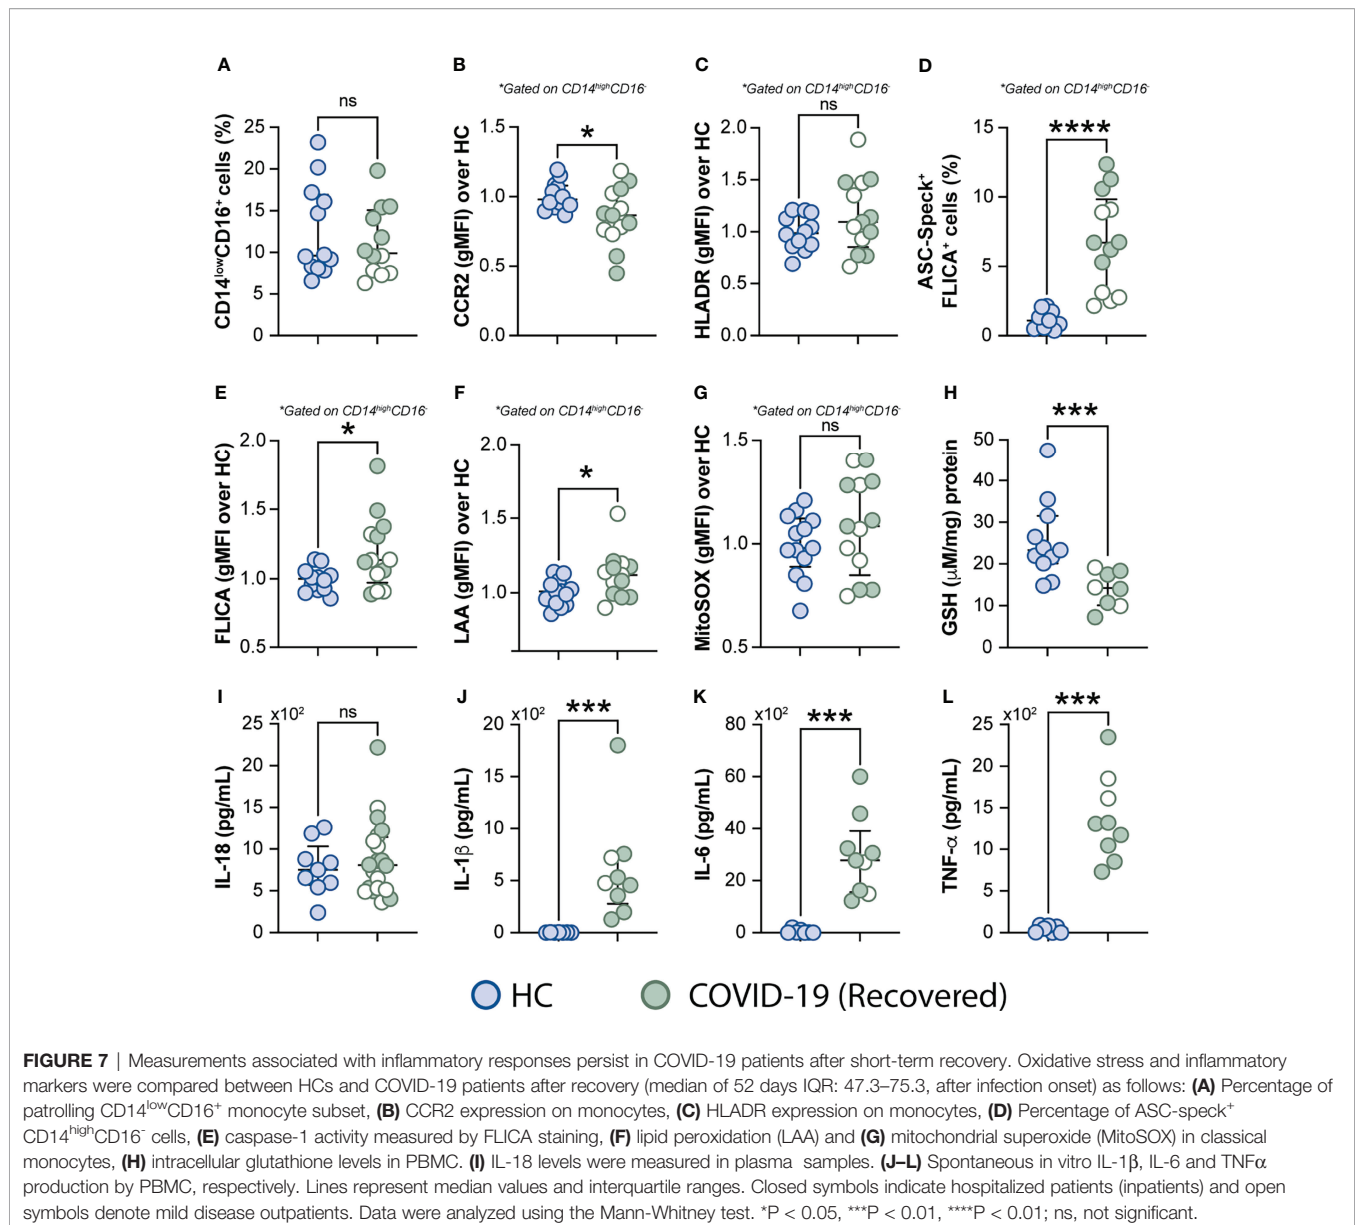 A
B
C
D
*Gated on CD14highCD16-
*Gated on CD14highCD16-
*Gated on CD14highCD16-
ns
*
ns
****
CD14lowCD16+ cells (%)
25
20
15
10
5
0
CCR2 (gMFI) over HC
1.5
1.0
0.5
0.0
HLADR (gMFI) over HC
2.0
1.5
1.0
0.5
0.0
ASC-Speck+
FLICA+ cells (%)
15
10
5
0
E
F
G
H
*Gated on CD14highCD16-
*Gated on CD14highCD16-
*Gated on CD14highCD16-
*
*
ns
***
FLICA (gMFI over HC)
2.0
1.5
1.0
0.5
LAA (gMFI) over HC
2.0
1.5
1.0
MitoSOX (gMFI) over HC
1.5
1.0
0.5
GSH (μM/mg) protein
50
40
30
20
10
0
I
J
K
L
ns
***
***
***
IL-18 (pg/mL)
x10²
25
20
15
10
5
0
IL-1β (pg/mL)
x10²
20
15
10
5
0
IL-6 (pg/mL)
x10²
80
60
40
20
0
TNF-α (pg/mL)
x10²
25
20
15
10
5
0
HC
COVID-19 (Recovered)
FIGURE 7 | Measurements associated with inflammatory responses persist in COVID-19 patients after short-term recovery. Oxidative stress and inflammatory
markers were compared between HCs and COVID-19 patients after recovery (median of 52 days IQR: 47.3–75.3, after infection onset) as follows: (A) Percentage of
patrolling CD14lowCD16+ monocyte subset, (B) CCR2 expression on monocytes, (C) HLADR expression on monocytes, (D) Percentage of ASC-speck+
CD14highCD16- cells, (E) caspase-1 activity measured by FLICA staining, (F) lipid peroxidation (LAA) and (G) mitochondrial superoxide (MitoSOX) in classical
monocytes, (H) intracellular glutathione levels in PBMC. (I) IL-18 levels were measured in plasma samples. (J–L) Spontaneous in vitro IL-1β, IL-6 and TNFα
production by PBMC, respectively. Lines represent median values and interquartile ranges. Closed symbols indicate hospitalized patients (inpatients) and open
symbols denote mild disease outpatients. Data were analyzed using the Mann-Whitney test. *P < 0.05, ***P < 0.01, ****P < 0.01; ns, not significant.